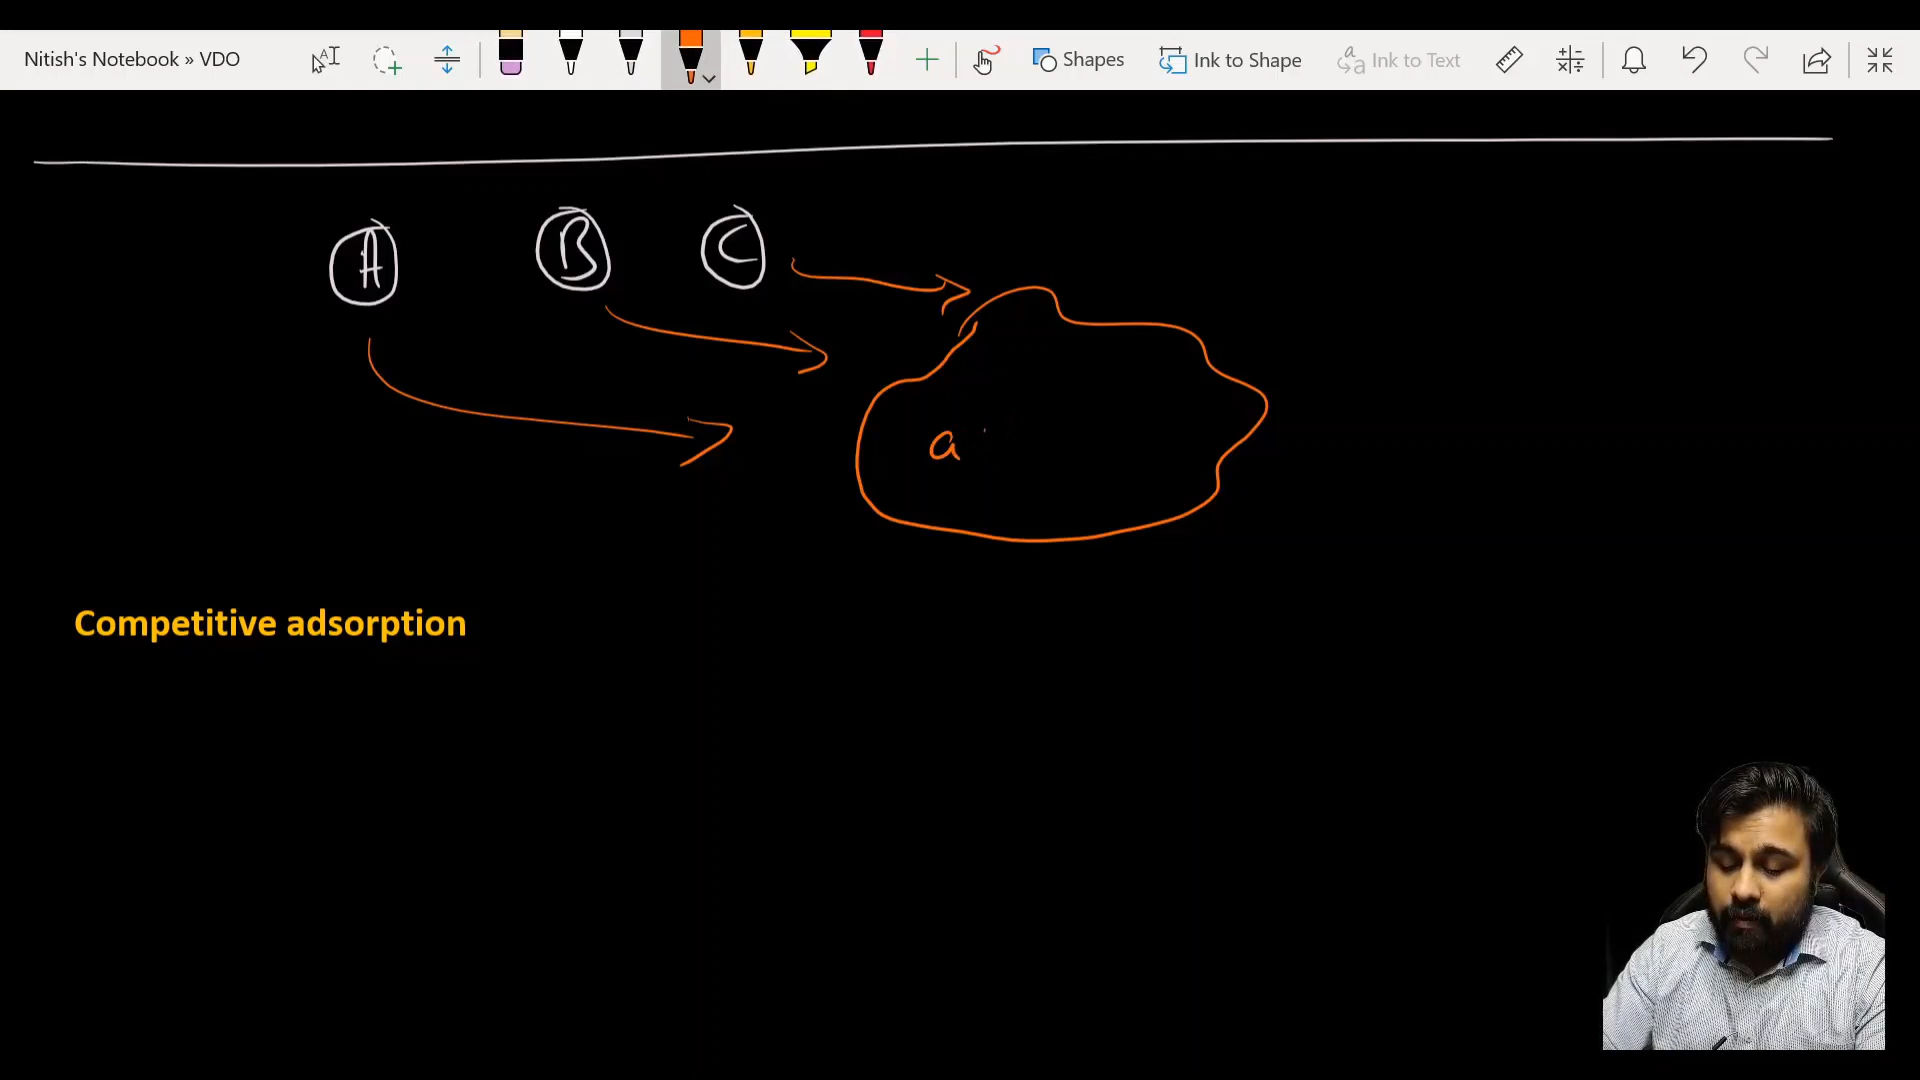 Nitish's Notebook » VDO Shapes Ink to Shape Ink to Text
A B C
a
Competitive adsorption